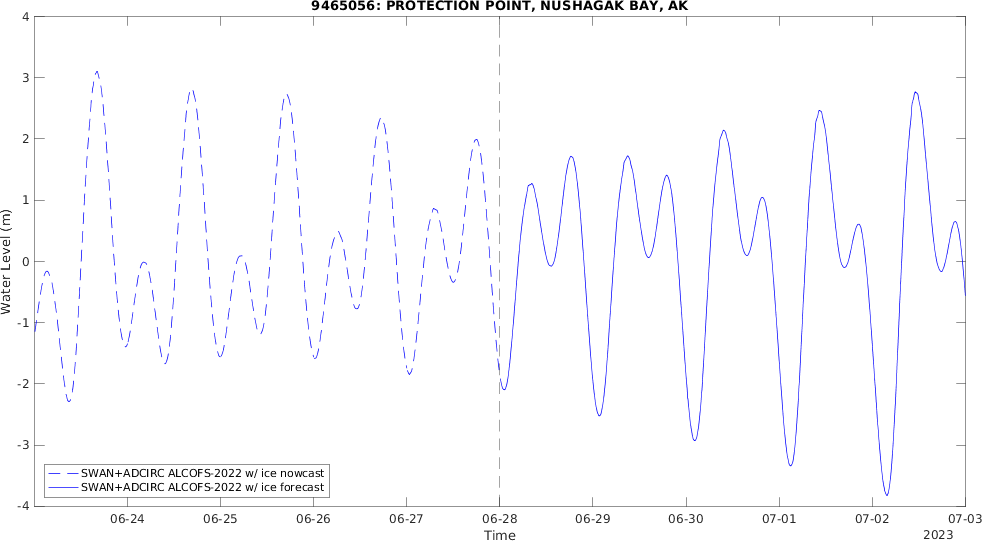 9465056: PROTECTION POINT, NUSHAGAK BAY, AK
Water Level (m)
4
3
2
1
0
-1
-2
-3
-4
SWAN+ADCIRC ALCOFS-2022 w/ ice nowcast
SWAN+ADCIRC ALCOFS-2022 w/ ice forecast
06-24 06-25 06-26 06-27 06-28 06-29 06-30 07-01 07-02 07-03
Time
2023